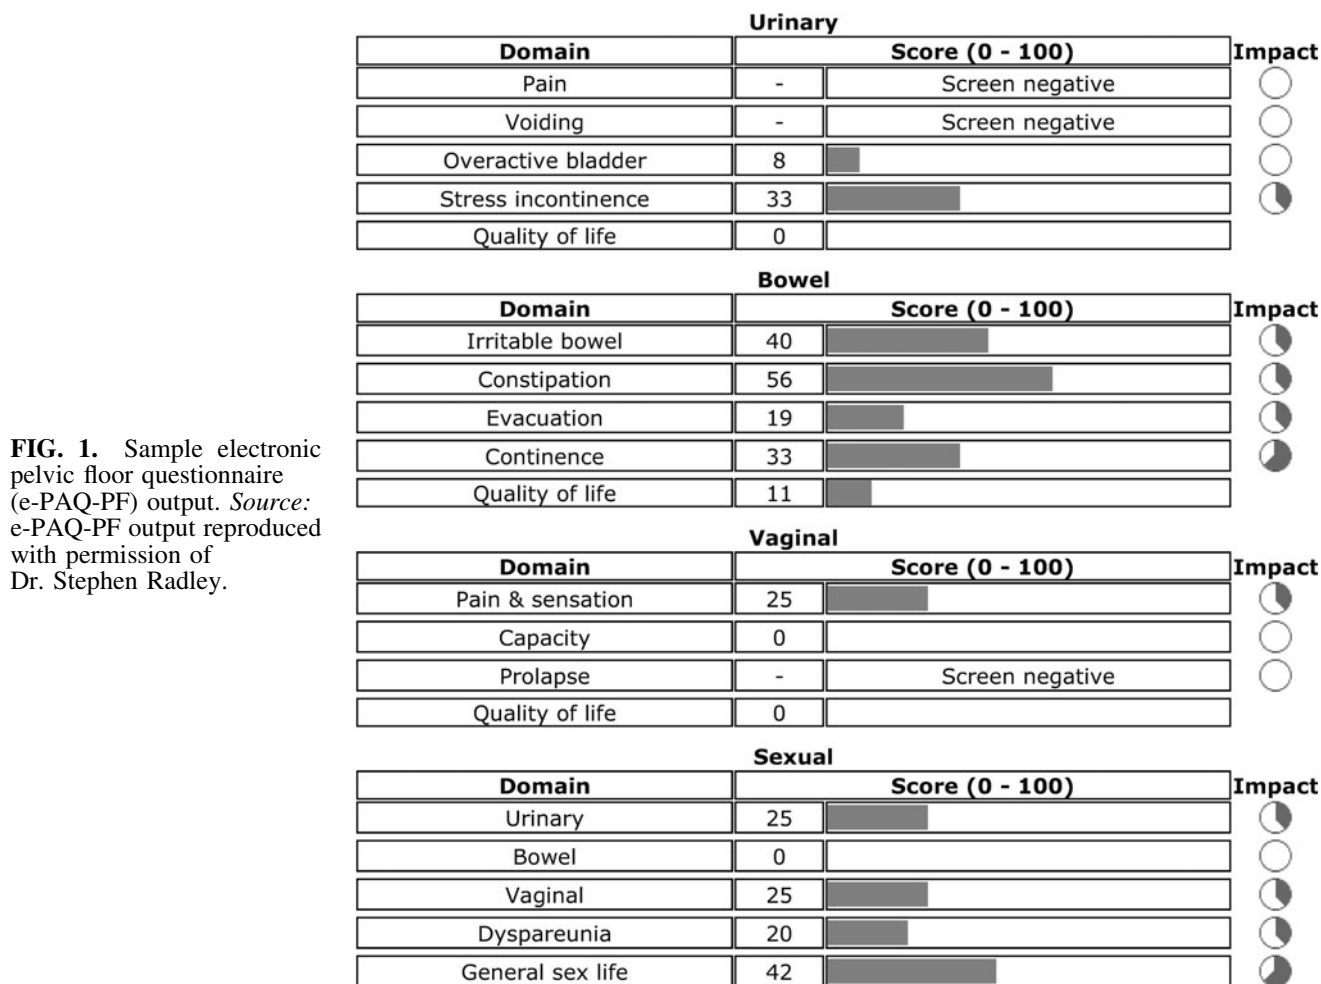 FIG. 1. Sample electronic
pelvic floor questionnaire
(e-PAQ-PF) output. Source:
e-PAQ-PF output reproduced
with permission of
Dr. Stephen Radley.
Urinary
Domain Score (0 - 100) Impact
Pain - Screen negative
Voiding - Screen negative
Overactive bladder 8
Stress incontinence 33
Quality of life 0
Bowel
Domain Score (0 - 100) Impact
Irritable bowel 40
Constipation 56
Evacuation 19
Continence 33
Quality of life 11
Vaginal
Domain Score (0 - 100) Impact
Pain & sensation 25
Capacity 0
Prolapse - Screen negative
Quality of life 0
Sexual
Domain Score (0 - 100) Impact
Urinary 25
Bowel 0
Vaginal 25
Dyspareunia 20
General sex life 42